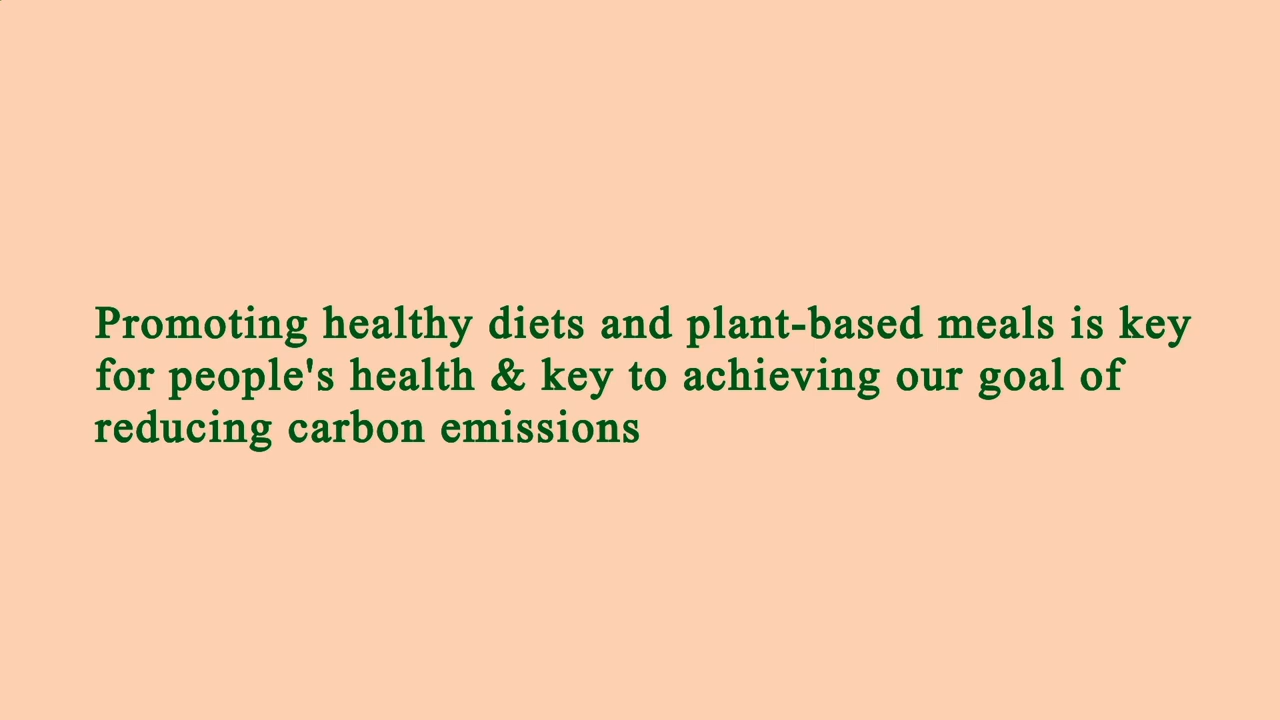 Promoting healthy diets and plant-based meals is key
for people's health & key to achieving our goal of
reducing carbon emissions